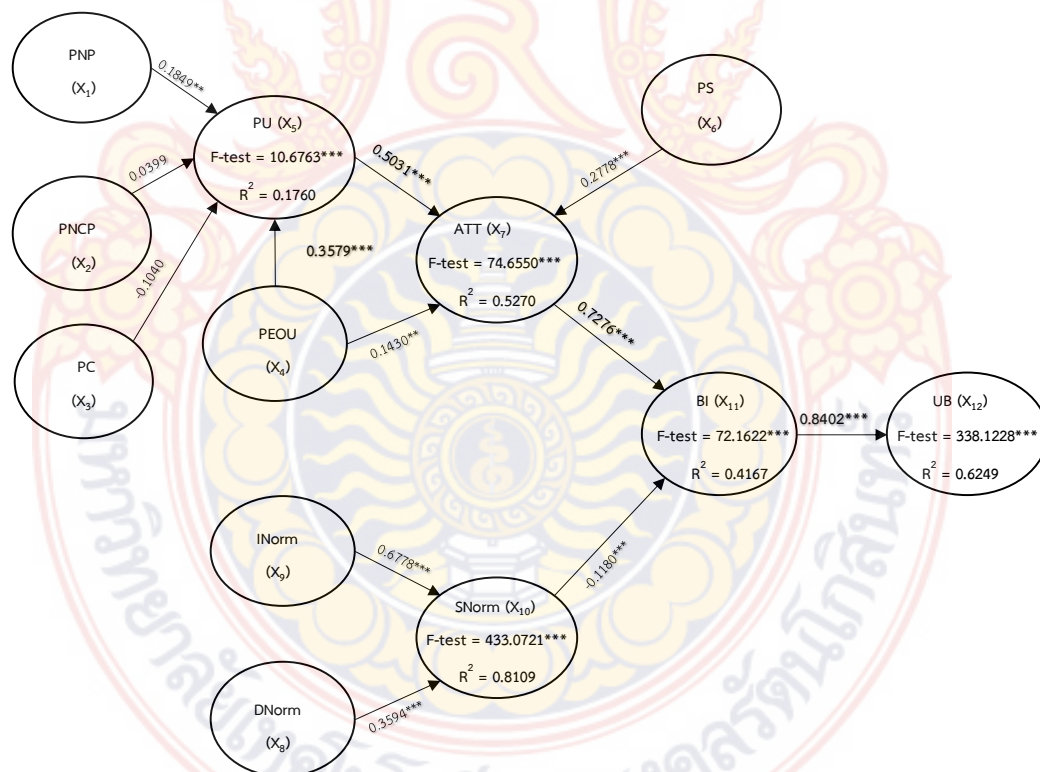 PNP
(X1)
0.1849**
PS
(X6)
PU (X5)
F-test = 10.6763***
R2 = 0.1760
0.5031***
0.2778***
0.0399
PNCP
(X2)
ATT (X7)
F-test = 74.6550***
R2 = 0.5270
0.3579***
-0.1040
PEOU
(X4)
0.1430**
0.7276***
PC
(X3)
BI (X11)
F-test = 72.1622***
R2 = 0.4167
0.8402***
UB (X12)
F-test = 338.1228***
R2 = 0.6249
INorm
(X9)
0.6778***
-0.1180***
SNorm (X10)
F-test = 433.0721***
R2 = 0.8109
DNorm
(X8)
0.3594***